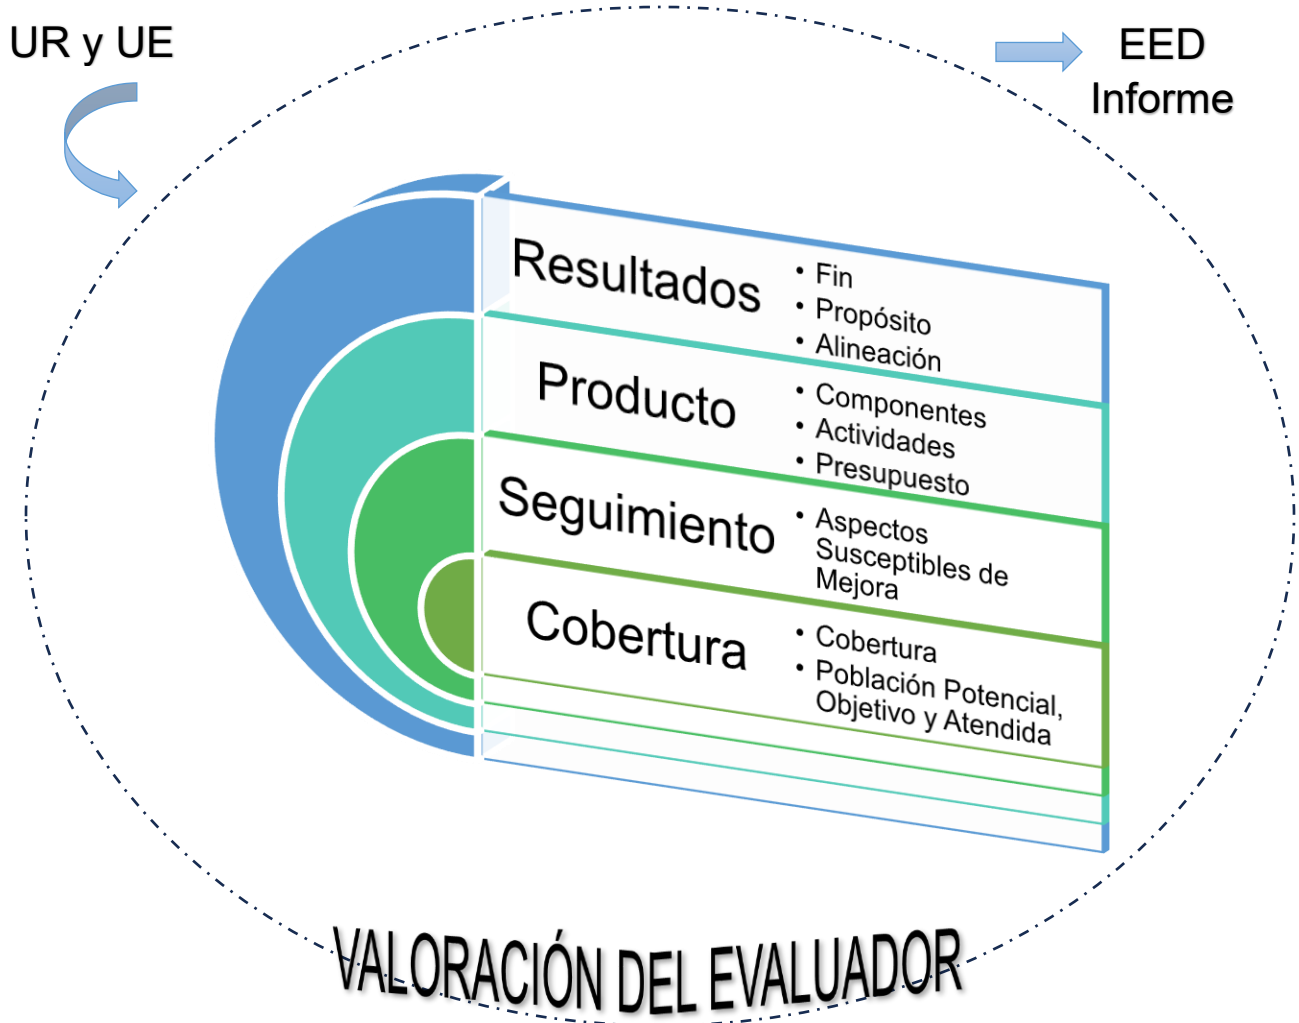 UR y UE
EED
Informe
Resultados
• Fin
• Propósito
• Alineación
Producto
• Componentes
• Actividades
• Presupuesto
Seguimiento
• Aspectos
Susceptibles de
Mejora
Cobertura
• Cobertura
• Población Potencial,
Objetivo y Atendida
VALORACIÓN DEL EVALUADOR